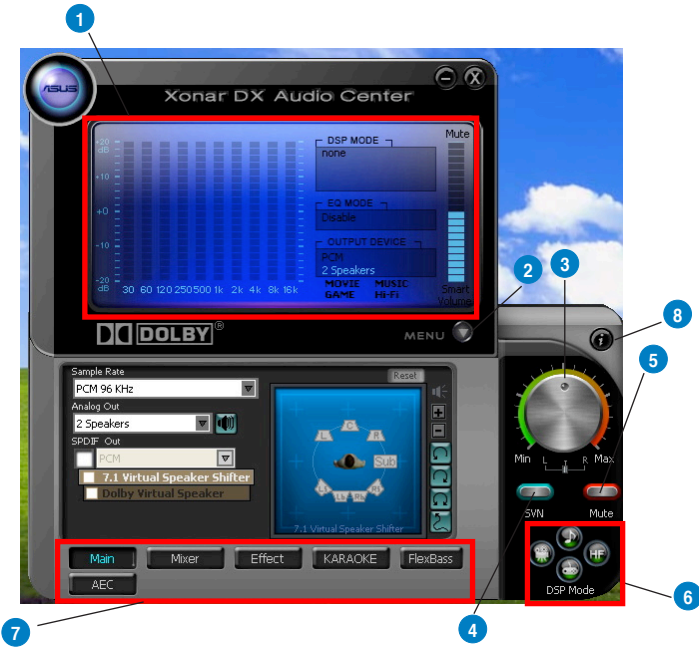 1
ASUS
Xonar DX Audio Center
+20
dB
+10
+0
-10
-20
dB
30 60 120 250 500 1k 2k 4k 8k 16k
DSP MODE
none
EQ MODE
Disable
OUTPUT DEVICE
PCM
2 Speakers
MOVIE MUSIC
GAME Hi-Fi
Mute
Smart
Volume
2
3
8
DOLBY®
MENU
5
Sample Rate
PCM 96 KHz
Analog Out
2 Speakers
SPDIF Out
PCM
7.1 Virtual Speaker Shifter
Dolby Virtual Speaker
Reset
L C R
Sub
Ls Lb Rb Rs
7.1 Virtual Speaker Shifter
Min L R Max
SVN Mute
HF
DSP Mode
Main Mixer Effect KARAOKE FlexBass
AEC
4
6
7